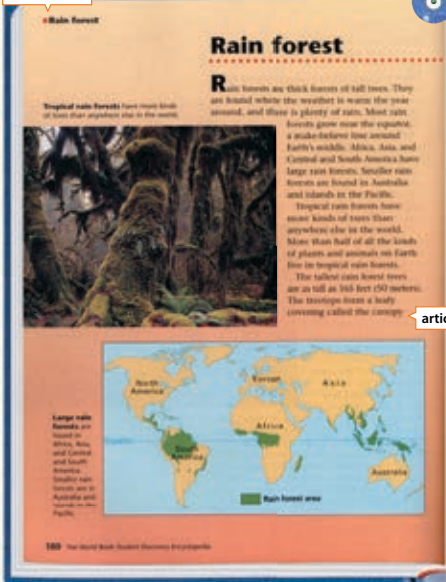 Rain forest
Rain forest
Rain forests are thick forests of tall trees. They
are found where the weather is warm the year
around, and there is plenty of rain. Most rain
forests grow near the equator,
a make-believe line around
Earth's middle. Africa, Asia, and
Central and South America have
large rain forests. Smaller rain
forests are found in Australia
and islands in the Pacific.
Tropical rain forests have
more kinds of trees than
anywhere else in the world.
More than half of all the kinds
of plants and animals on Earth
live in tropical rain forests.
The tallest rain forest trees
are as tall as 165 feet (50 meters).
The treetops form a leafy
covering called the canopy
Tropical rain forests have more kinds
of trees than anywhere else in the world.
artic
North
America
Europe
Asia
Africa
South
America
Australia
Rain forest area
Large rain
forests are
found in
Africa, Asia,
and Central
and South
America.
Smaller rain
forests are in
Australia and
islands in the
Pacific.
180 The World Book Student Discovery Encyclopedia